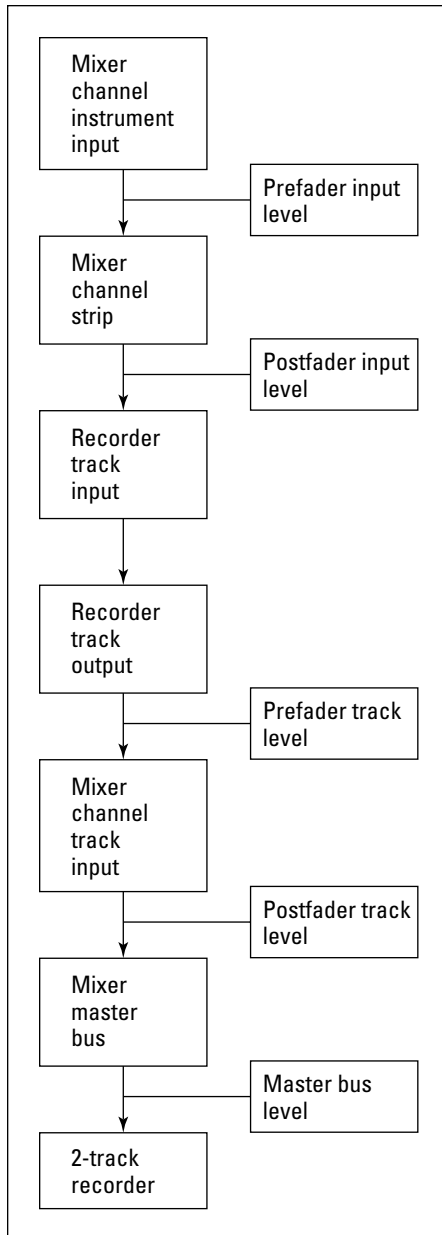 Mixer
channel
instrument
input
Prefader input
level
Mixer
channel
strip
Postfader input
level
Recorder
track
input
Recorder
track
output
Prefader track
level
Mixer
channel
track
input
Postfader track
level
Mixer
master
bus
Master bus
level
2-track
recorder